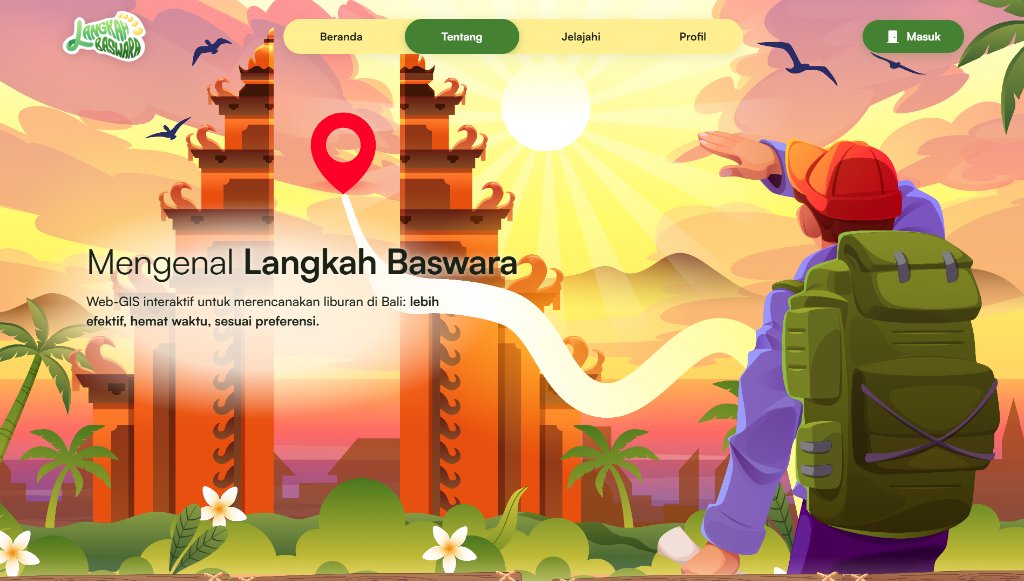 LANGKAH
BASWARA
Beranda
Tentang
Jelajahi
Profil
Masuk
Mengenal Langkah Baswara
Web-GIS interaktif untuk merencanakan liburan di Bali: lebih
efektif, hemat waktu, sesuai preferensi.